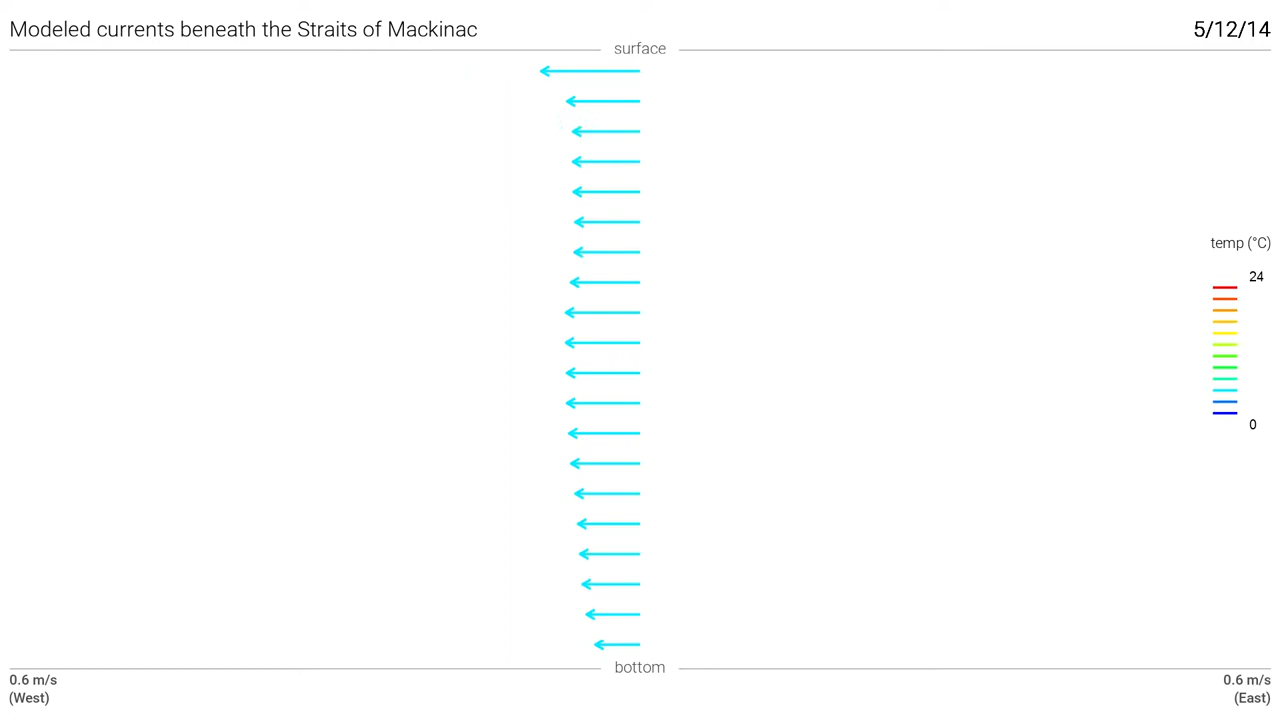 Modeled currents beneath the Straits of Mackinac
5/12/14
surface
temp (°C)
24
0
bottom
0.6 m/s
(West)
0.6 m/s
(East)